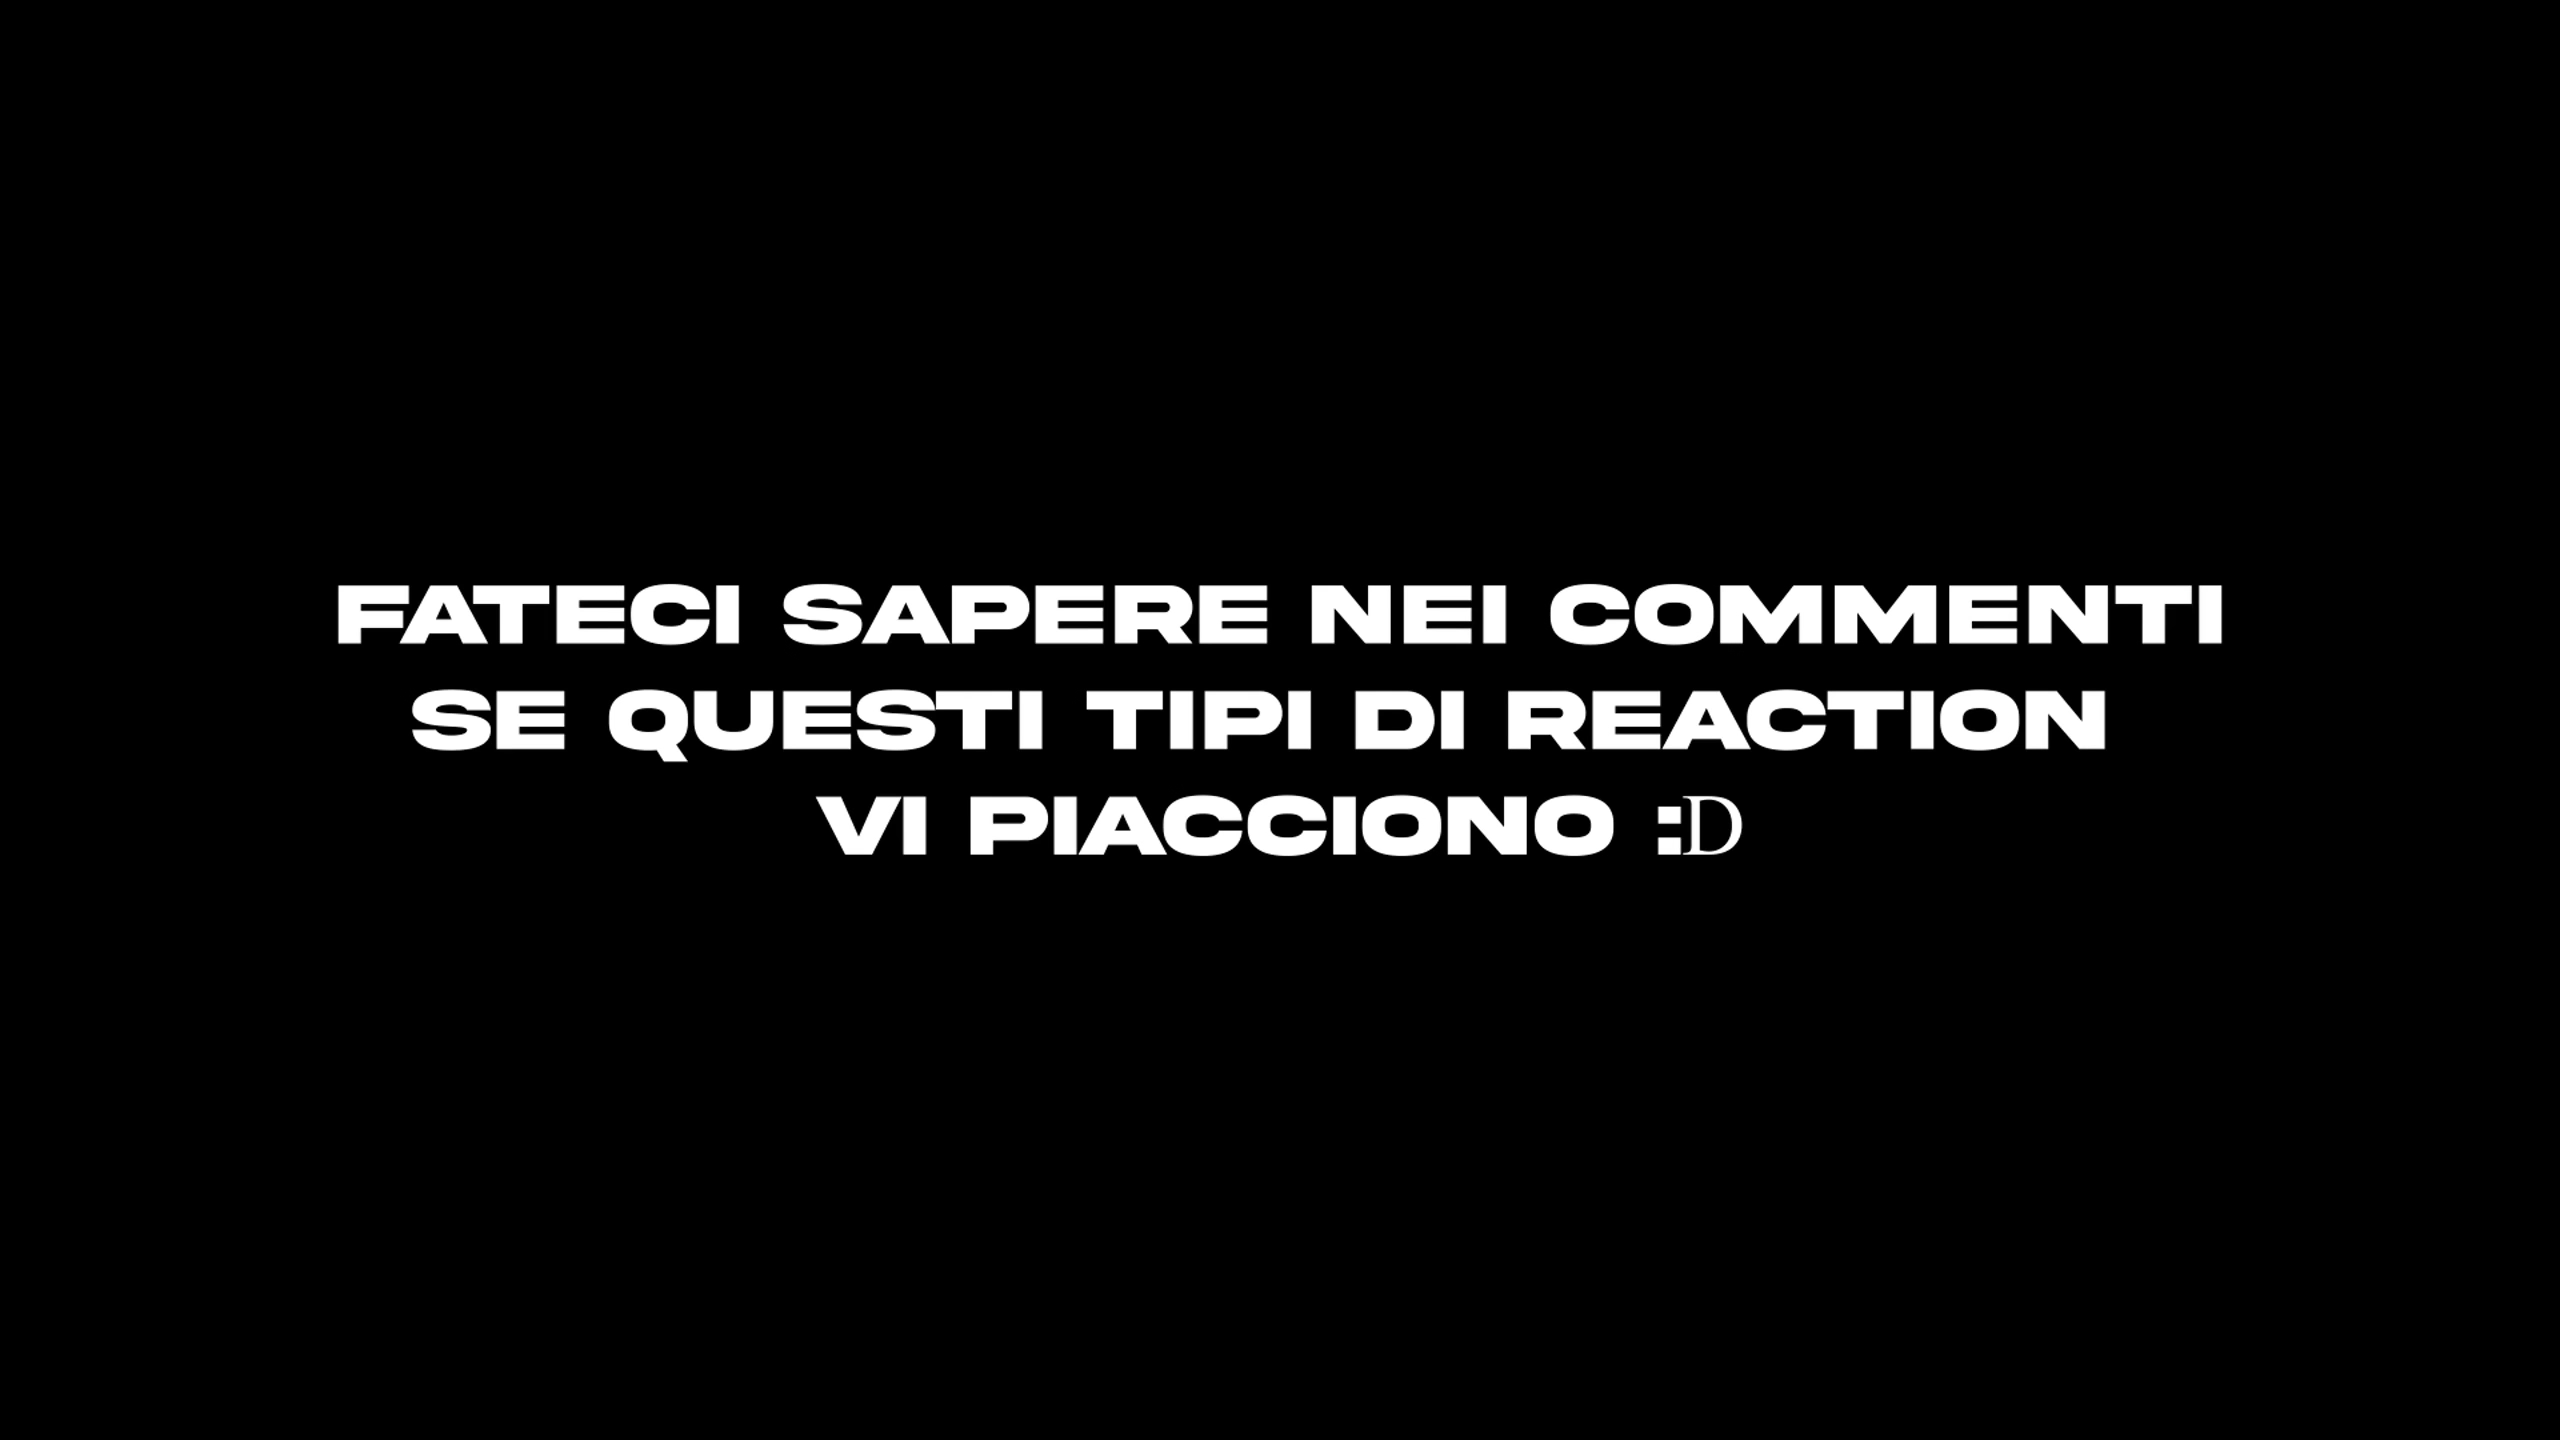 FATECI SAPERE NEI COMMENTI
SE QUESTI TIPI DI REACTION
VI PIACCIONO :D